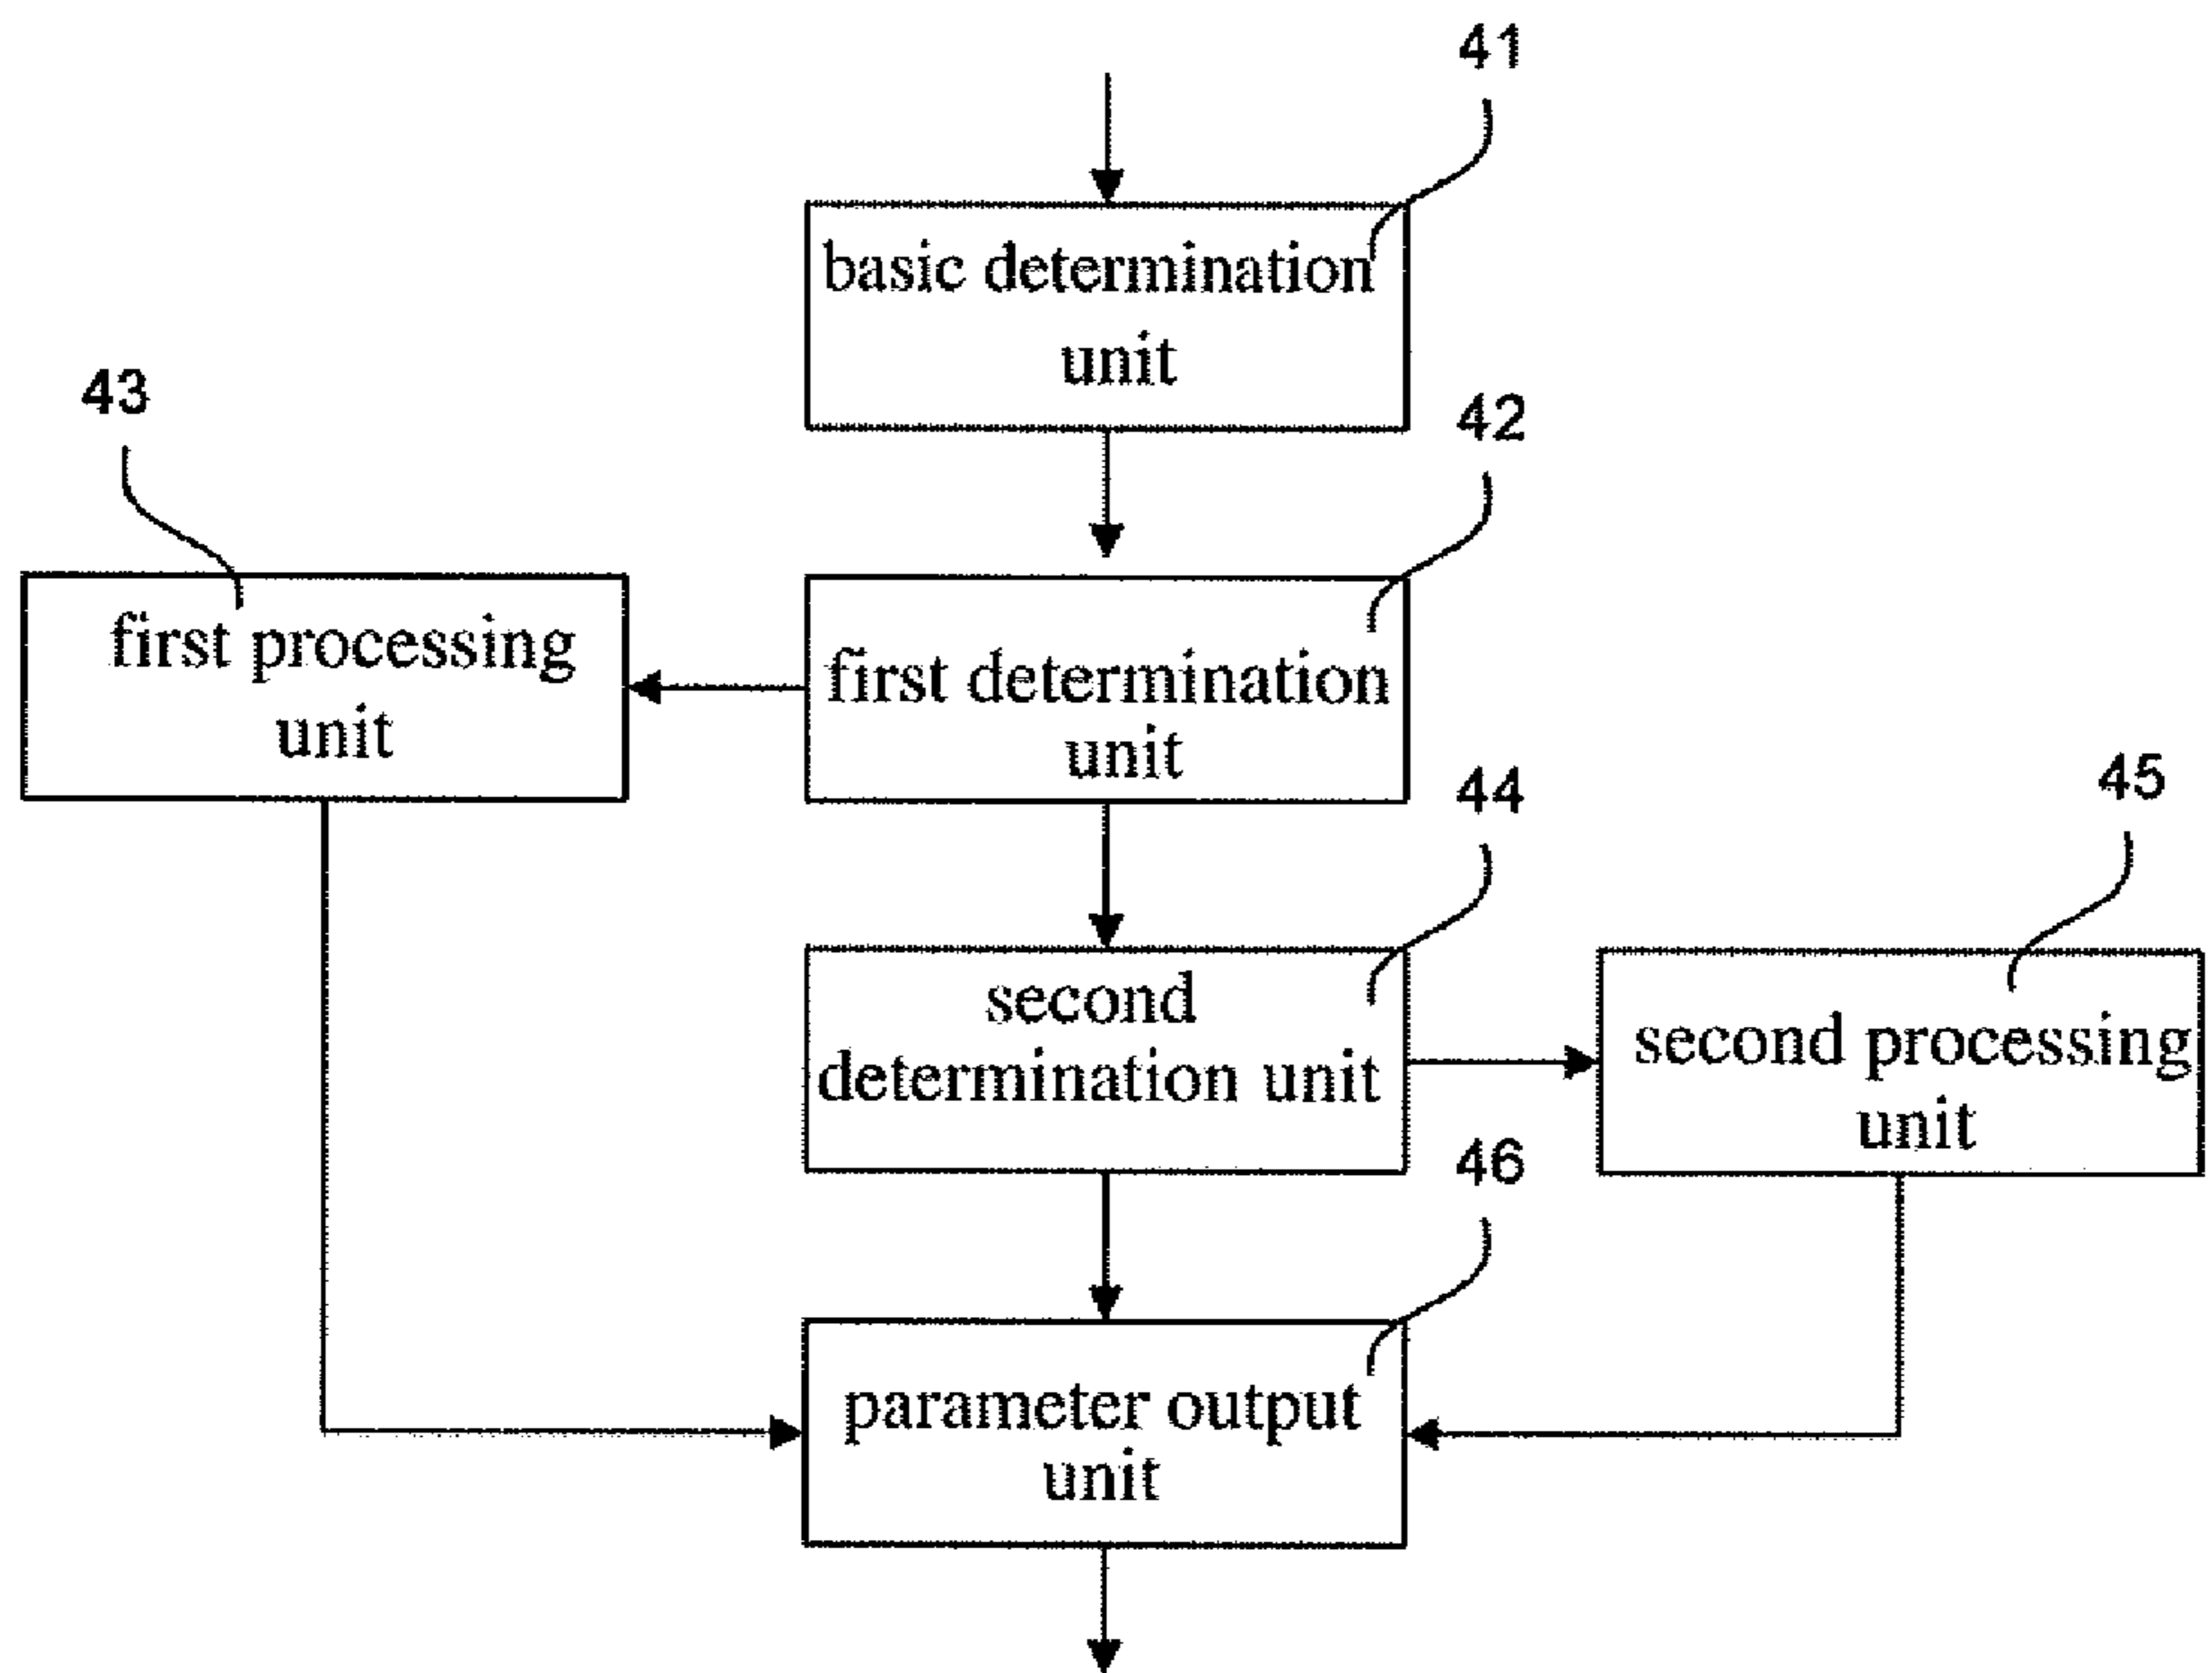 41
basic determination
unit
43
42
first processing
unit
first determination
unit
44
45
second
determination unit
second processing
unit
46
parameter output
unit